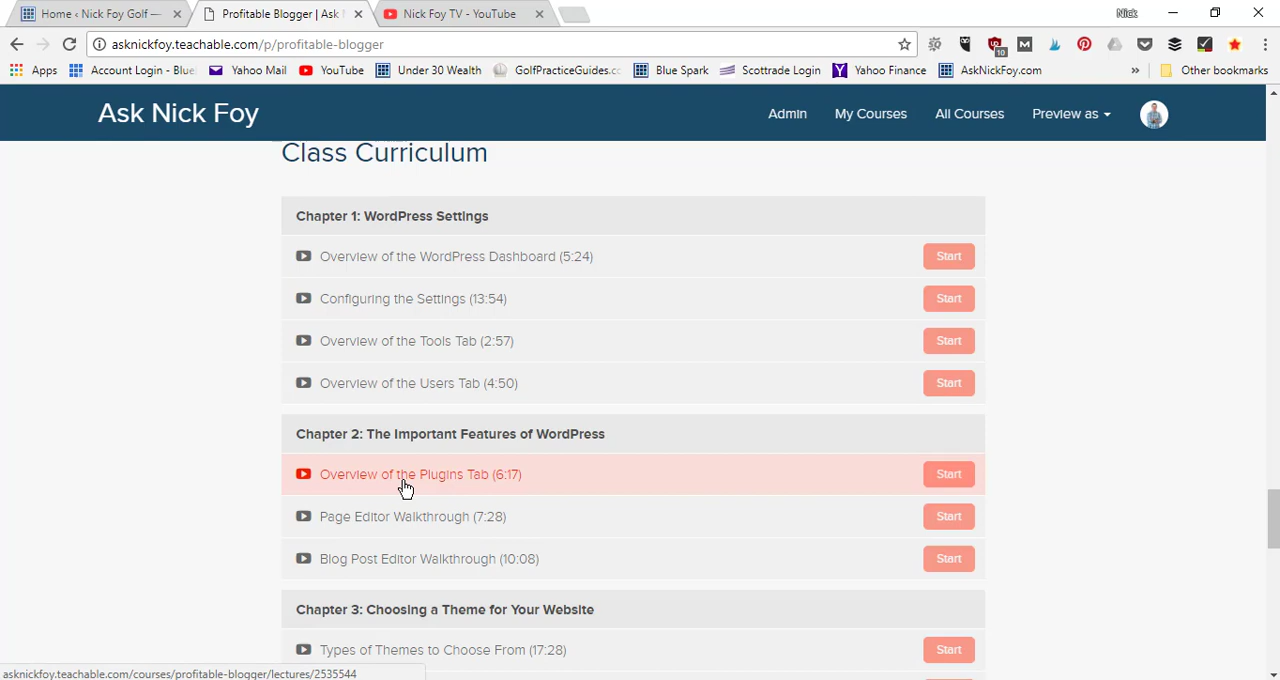 Home ‹ Nick Foy Golf —
Profitable Blogger | Ask
Nick Foy TV - YouTube
Nick
asknickfoy.teachable.com/p/profitable-blogger
10
Apps
Account Login - Blue
Yahoo Mail
YouTube
Under 30 Wealth
GolfPracticeGuides.cc
Blue Spark
Scottrade Login
Yahoo Finance
AskNickFoy.com
»
Other bookmarks
Ask Nick Foy
Admin
My Courses
All Courses
Preview as
Class Curriculum
Chapter 1: WordPress Settings
Overview of the WordPress Dashboard (5:24)
Start
Configuring the Settings (13:54)
Start
Overview of the Tools Tab (2:57)
Start
Overview of the Users Tab (4:50)
Start
Chapter 2: The Important Features of WordPress
Overview of the Plugins Tab (6:17)
Start
Page Editor Walkthrough (7:28)
Start
Blog Post Editor Walkthrough (10:08)
Start
Chapter 3: Choosing a Theme for Your Website
Types of Themes to Choose From (17:28)
Start
asknickfoy.teachable.com/courses/profitable-blogger/lectures/2535544